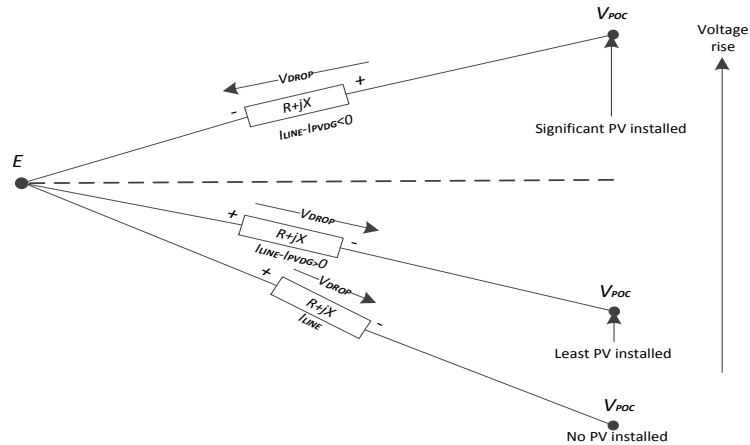 VPOC
Voltage
rise
VDROP
- +
R+jX
ILINE-IPVDG<0
Significant PV installed
E
+ VDROP -
R+jX
ILINE-IPVDG>0
+ VDROP -
R+jX
ILINE
VPOC
Least PV installed
VPOC
No PV installed